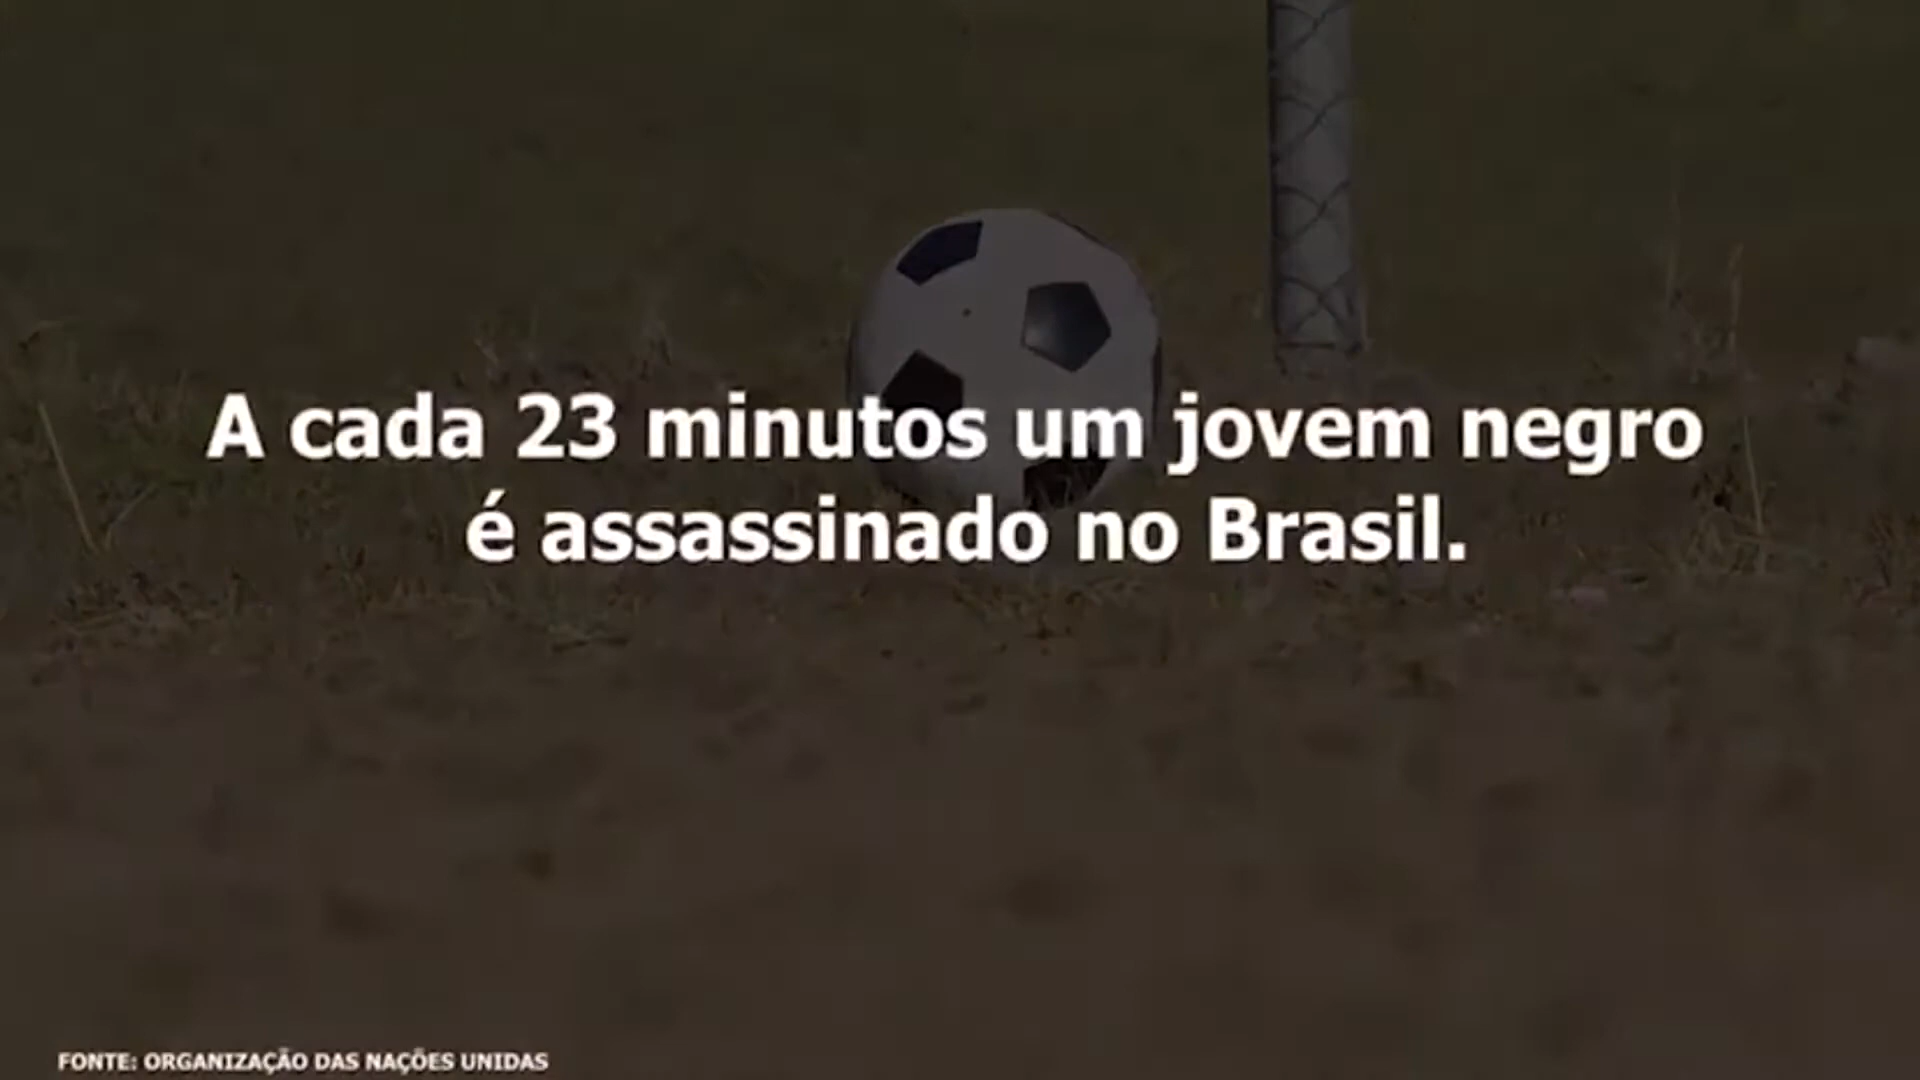 A cada 23 minutos um jovem negro
é assassinado no Brasil.
FONTE: ORGANIZAÇÃO DAS NAÇÕES UNIDAS